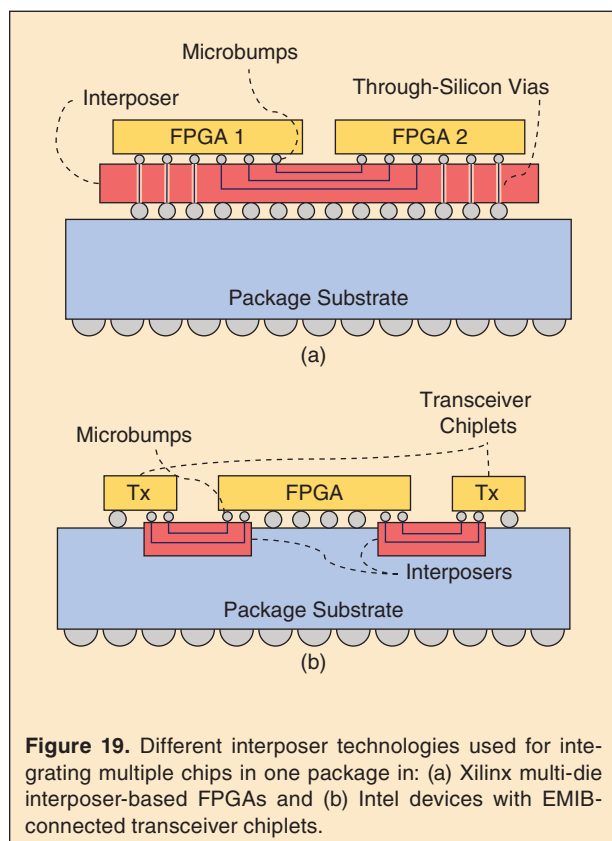 Microbumps
Through-Silicon Vias
Interposer
FPGA 1
FPGA 2
Package Substrate
(a)
Transceiver
Chiplets
Microbumps
Tx
FPGA
Tx
Interposers
Package Substrate
(b)
Figure 19. Different interposer technologies used for inte-
grating multiple chips in one package in: (a) Xilinx multi-die
interposer-based FPGAs and (b) Intel devices with EMIB-
connected transceiver chiplets.